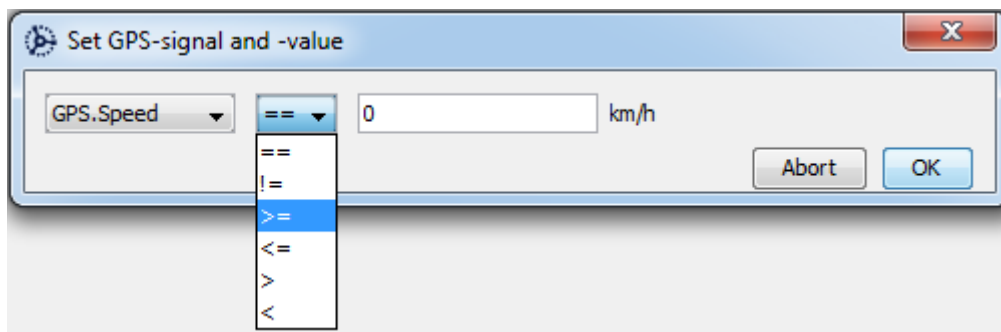 Set GPS-signal and -value
GPS.Speed == 0 km/h
==
!=
>=
<=
>
<
Abort OK